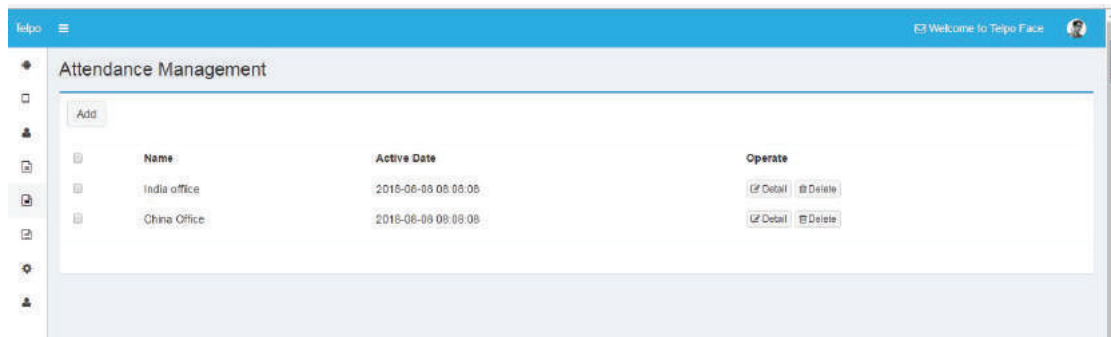 Telpo Welcome to Telpo Face
Attendance Management
Add
Name Active Date Operate
India office 2018-08-08 08:08:08 Detail Delete
China Office 2018-08-08 08:08:08 Detail Delete